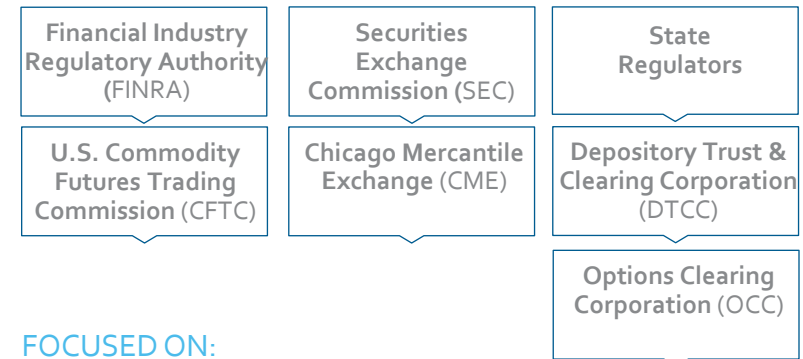 Financial Industry
Regulatory Authority
(FINRA)
Securities
Exchange
Commission (SEC)
State
Regulators
U.S. Commodity
Futures Trading
Commission (CFTC)
Chicago Mercantile
Exchange (CME)
Depository Trust &
Clearing Corporation
(DTCC)
Options Clearing
Corporation (OCC)
FOCUSED ON: